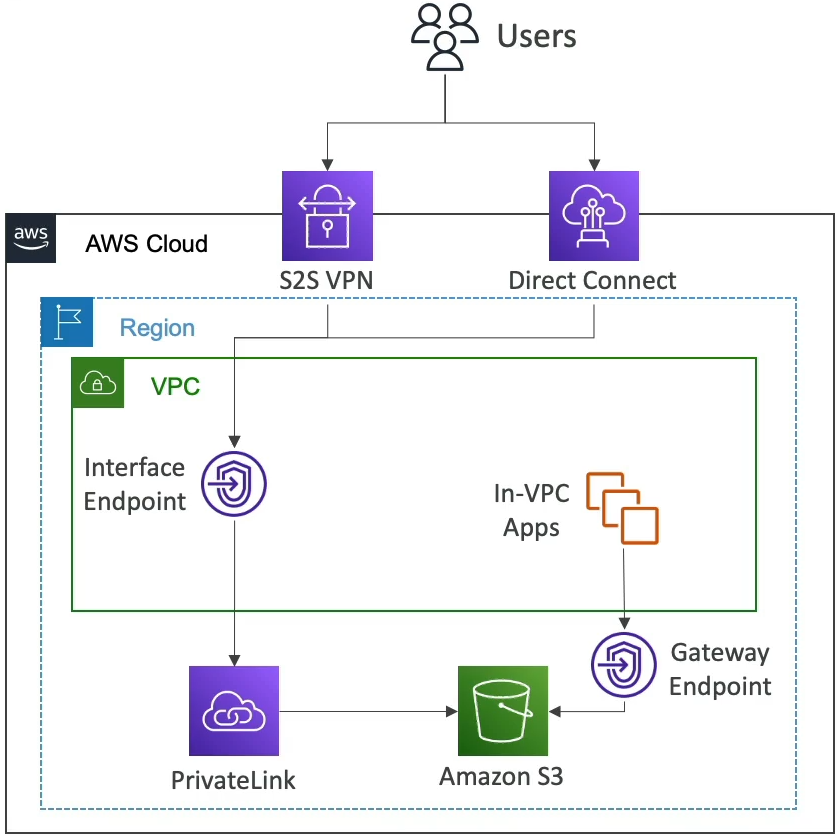 Users
aws
AWS Cloud
S2S VPN
Direct Connect
Region
VPC
Interface
Endpoint
In-VPC
Apps
Gateway
Endpoint
PrivateLink
Amazon S3